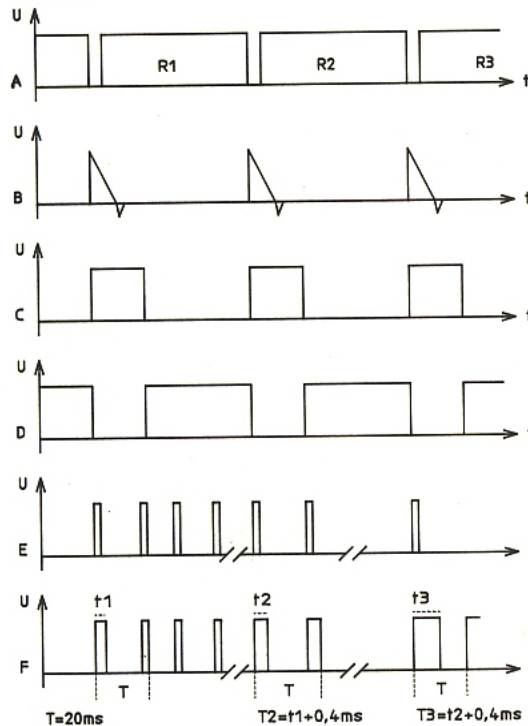 U
R1 R2 R3
A t
U
B t
U
C t
U
D
U
E
U t1 t2 t3
F
T T T
T=20ms T2=t1+0,4ms T3=t2+0,4ms